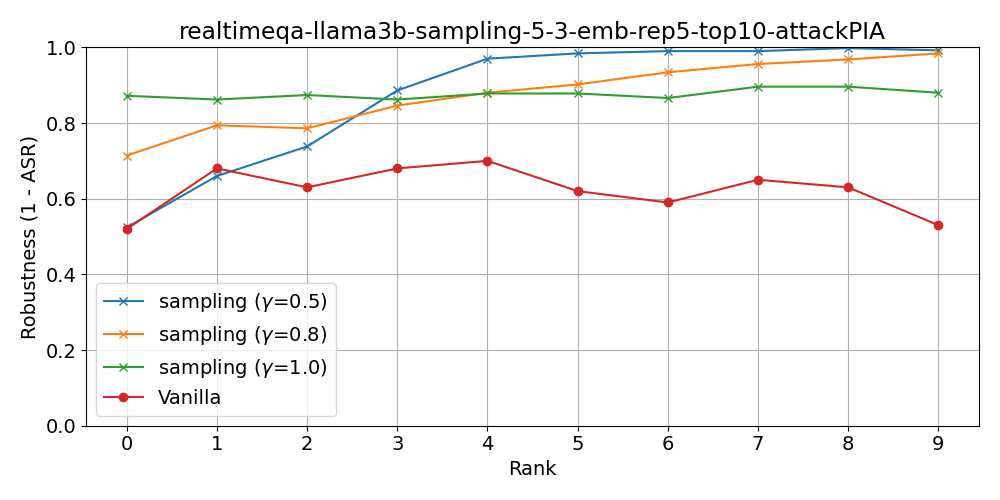 realtimeqa-llama3b-sampling-5-3-emb-rep5-top10-attackPIA
Robustness (1 - ASR)
1.0
0.8
0.6
0.4
0.2
0.0
sampling (γ=0.5)
sampling (γ=0.8)
sampling (γ=1.0)
Vanilla
0 1 2 3 4 5 6 7 8 9
Rank